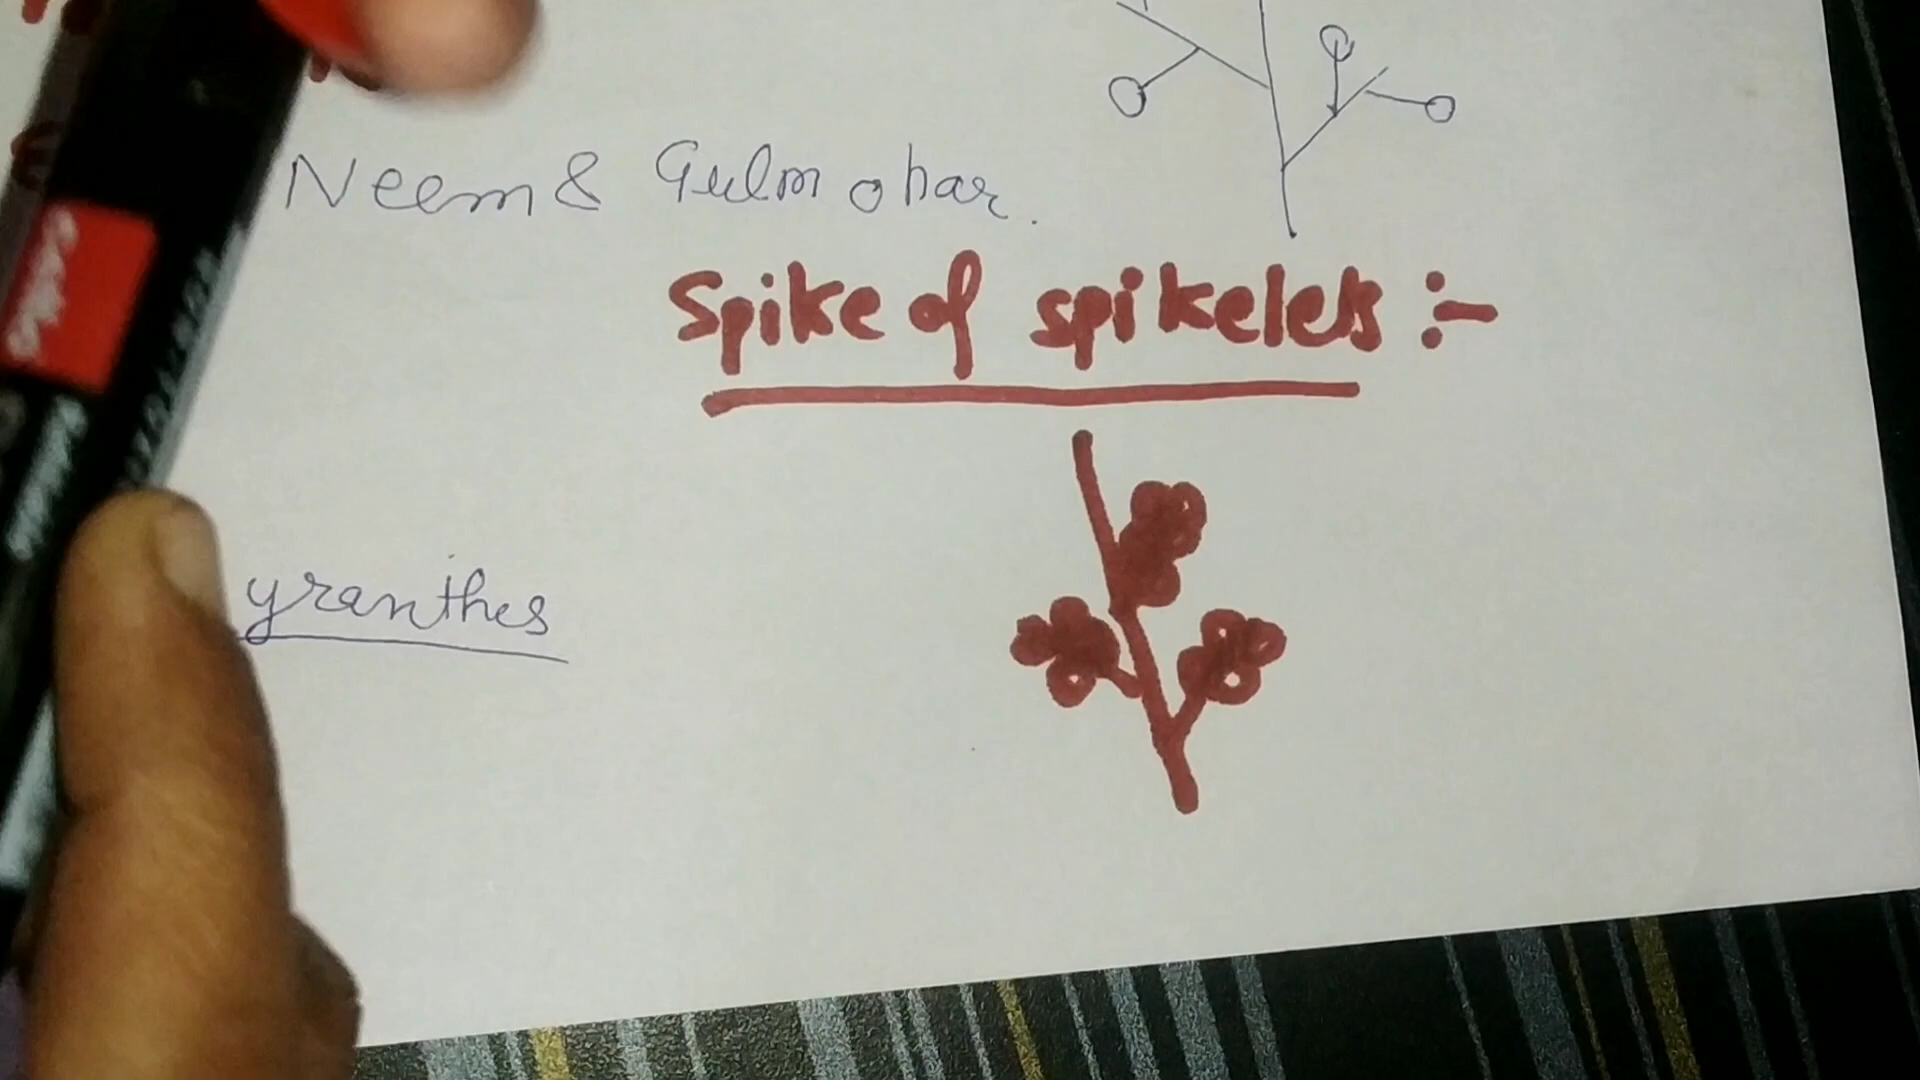 Neem & Gulmohar.
Spike of spikelets :-
yranthes